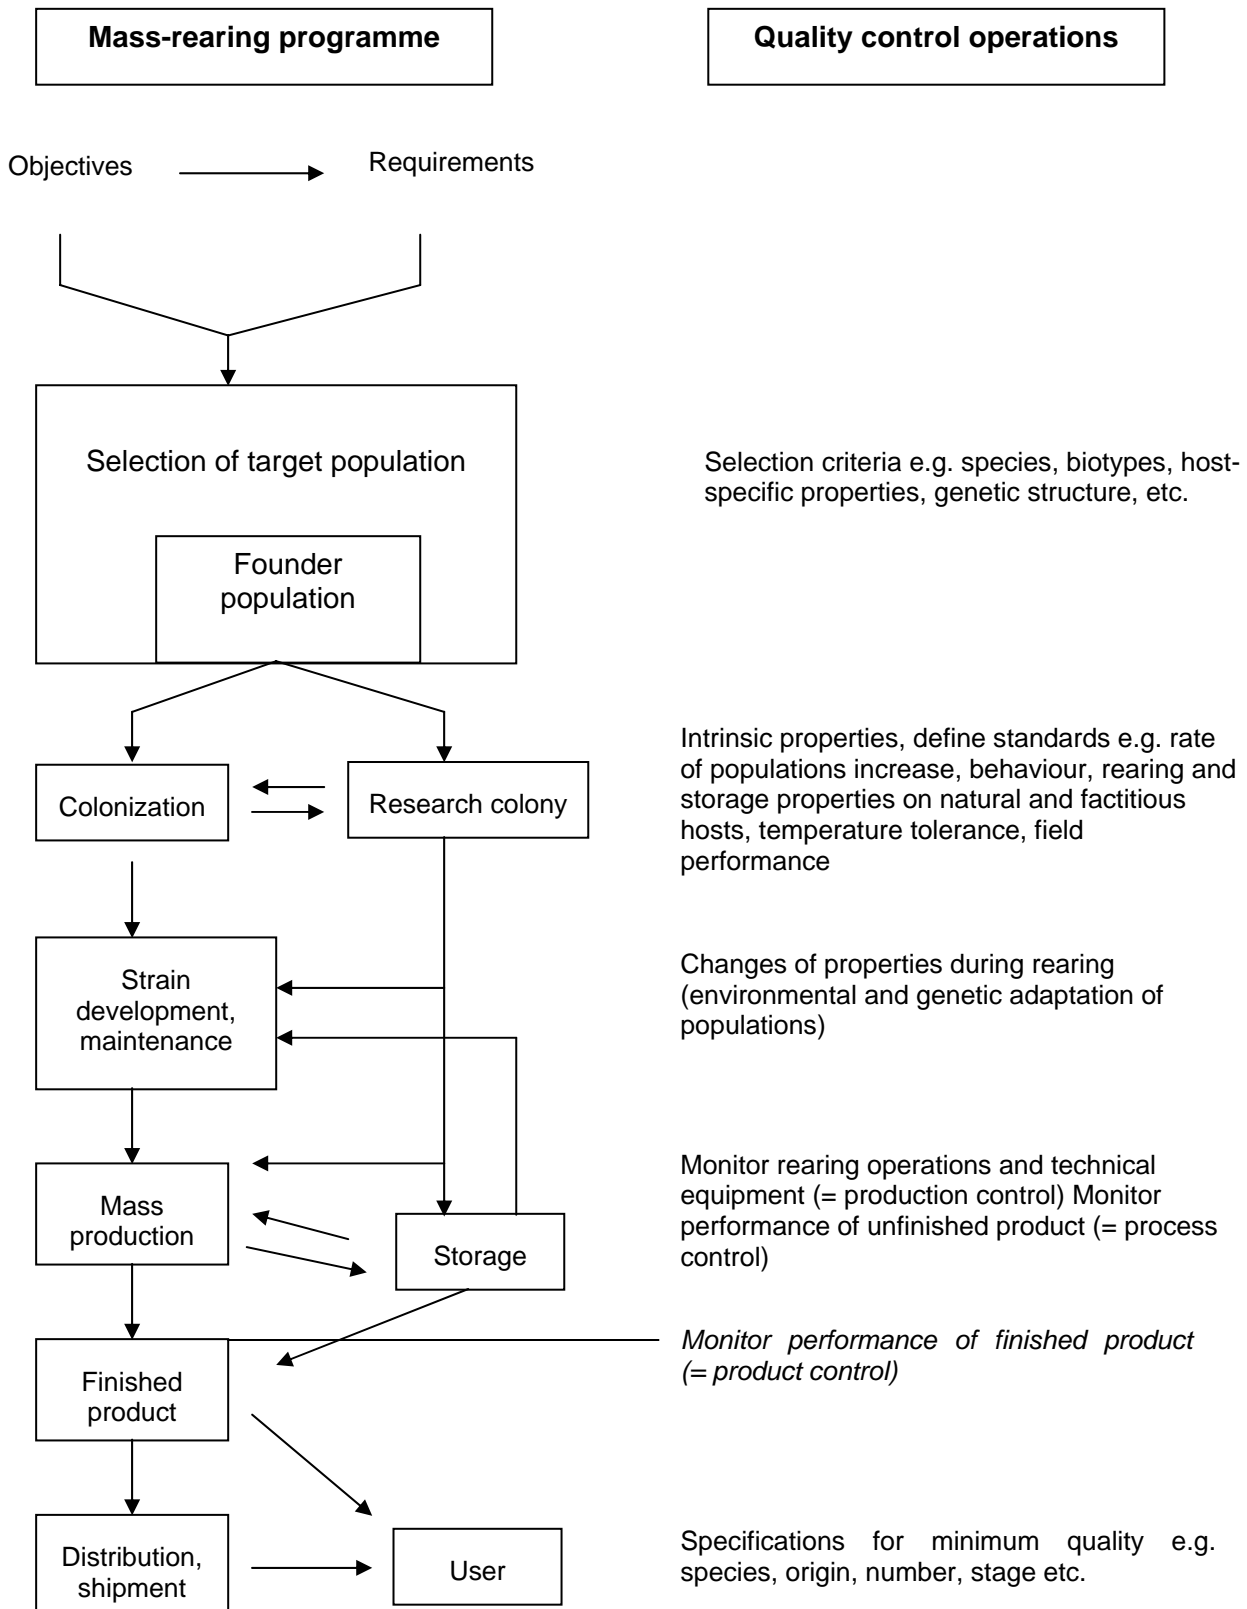 Mass-rearing programme
Quality control operations
Objectives
Requirements
Selection of target population
Founder
population
Selection criteria e.g. species, biotypes, host-
specific properties, genetic structure, etc.
Colonization
Research colony
Intrinsic properties, define standards e.g. rate
of populations increase, behaviour, rearing and
storage properties on natural and factitious
hosts, temperature tolerance, field
performance
Strain
development,
maintenance
Changes of properties during rearing
(environmental and genetic adaptation of
populations)
Mass
production
Storage
Monitor rearing operations and technical
equipment (= production control) Monitor
performance of unfinished product (= process
control)
Finished
product
Monitor performance of finished product
(= product control)
Distribution,
shipment
User
Specifications for minimum quality e.g.
species, origin, number, stage etc.